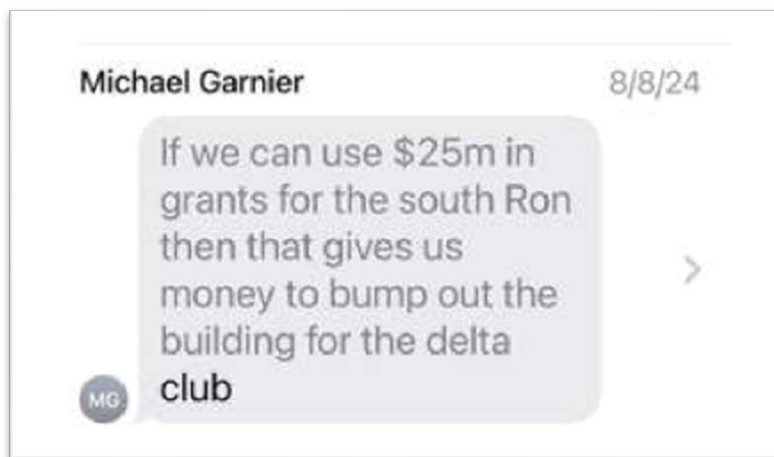 Michael Garnier 8/8/24
If we can use $25m in
grants for the south Ron
then that gives us
money to bump out the
building for the delta
club
MG